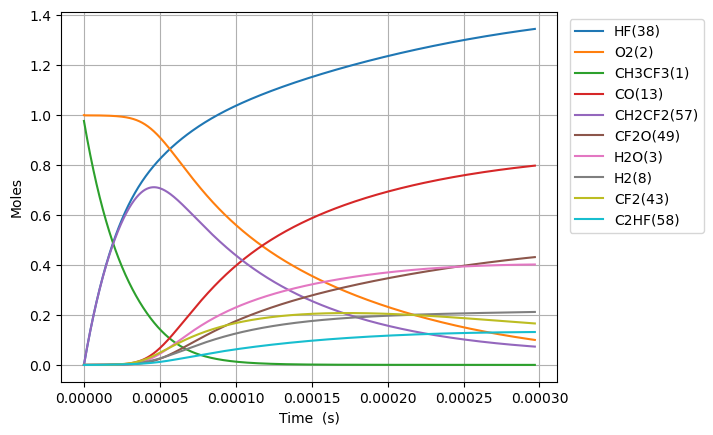 1.4
1.2
1.0
0.8
0.6
0.4
0.2
0.0
Moles
0.00000 0.00005 0.00010 0.00015 0.00020 0.00025 0.00030
Time  (s)
HF(38)
O2(2)
CH3CF3(1)
CO(13)
CH2CF2(57)
CF2O(49)
H2O(3)
H2(8)
CF2(43)
C2HF(58)